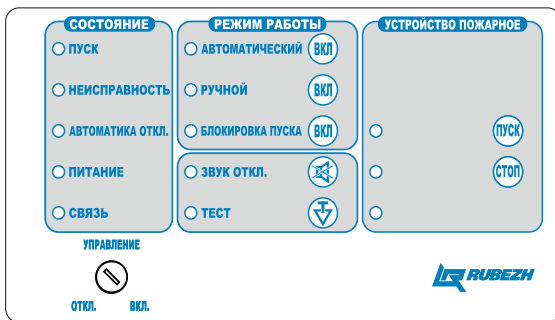 СОСТОЯНИЕ
ПУСК
НЕИСПРАВНОСТЬ
АВТОМАТИКА ОТКЛ.
ПИТАНИЕ
СВЯЗЬ
РЕЖИМ РАБОТЫ
АВТОМАТИЧЕСКИЙ ВКЛ
РУЧНОЙ ВКЛ
БЛОКИРОВКА ПУСКА ВКЛ
ЗВУК ОТКЛ.
ТЕСТ
УСТРОЙСТВО ПОЖАРНОЕ
ПУСК
СТОП
УПРАВЛЕНИЕ
ОТКЛ. ВКЛ.
RUBEZH